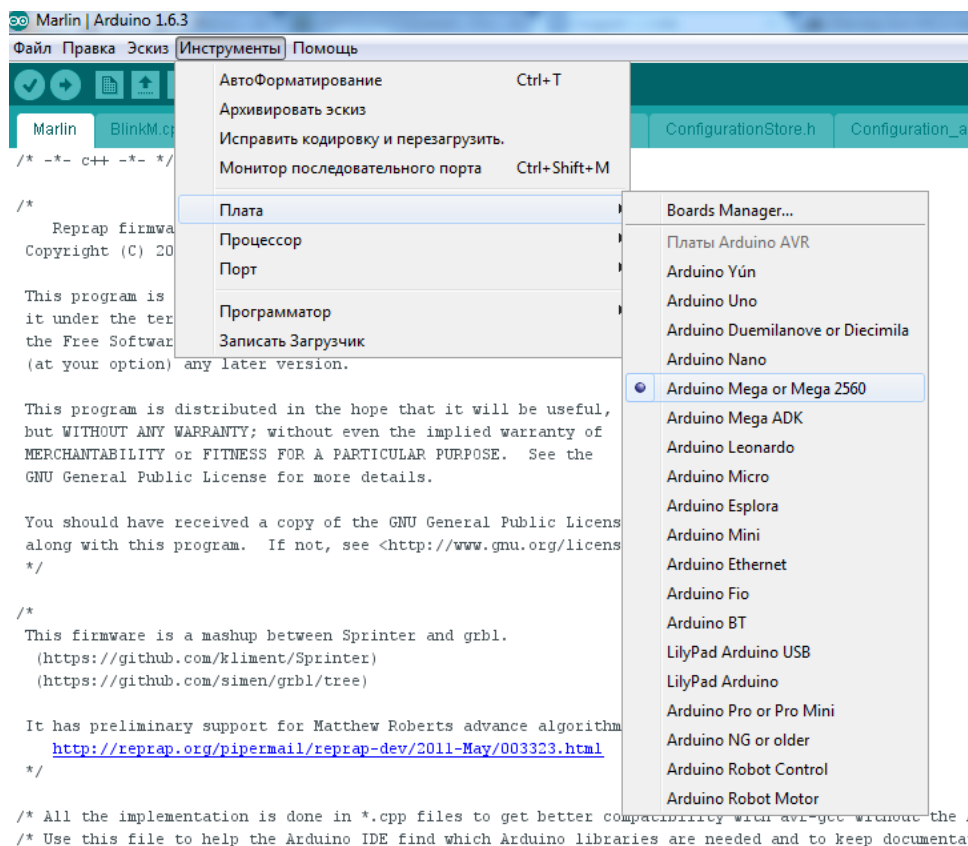 Marlin | Arduino 1.6.3
Файл Правка Эскиз Инструменты Помощь
АвтоФорматирование Ctrl+T
Архивировать эскиз
Исправить кодировку и перезагрузить.
Монитор последовательного порта Ctrl+Shift+M
Плата
Процессор
Порт
Программатор
Записать Загрузчик
Marlin BlinkM.cp ConfigurationStore.h Configuration_a
Boards Manager...
Платы Arduino AVR
Arduino Yún
Arduino Uno
Arduino Duemilanove or Diecimila
Arduino Nano
Arduino Mega or Mega 2560
Arduino Mega ADK
Arduino Leonardo
Arduino Micro
Arduino Esplora
Arduino Mini
Arduino Ethernet
Arduino Fio
Arduino BT
LilyPad Arduino USB
LilyPad Arduino
Arduino Pro or Pro Mini
Arduino NG or older
Arduino Robot Control
Arduino Robot Motor
/* -*- c++ -*- */
/*
Reprap firmwa
Copyright (C) 20
This program is
it under the ter
the Free Softwar
(at your option) any later version.
This program is distributed in the hope that it will be useful,
but WITHOUT ANY WARRANTY; without even the implied warranty of
MERCHANTABILITY or FITNESS FOR A PARTICULAR PURPOSE. See the
GNU General Public License for more details.
You should have received a copy of the GNU General Public Licens
along with this program. If not, see <http://www.gnu.org/licens
*/
/*
This firmware is a mashup between Sprinter and grbl.
(https://github.com/kliment/Sprinter)
(https://github.com/simen/grbl/tree)
It has preliminary support for Matthew Roberts advance algorithm
http://reprap.org/pipermail/reprap-dev/2011-May/003323.html
*/
/* All the implementation is done in *.cpp files to get better compatibility with avr-gcc without the
/* Use this file to help the Arduino IDE find which Arduino libraries are needed and to keep documenta